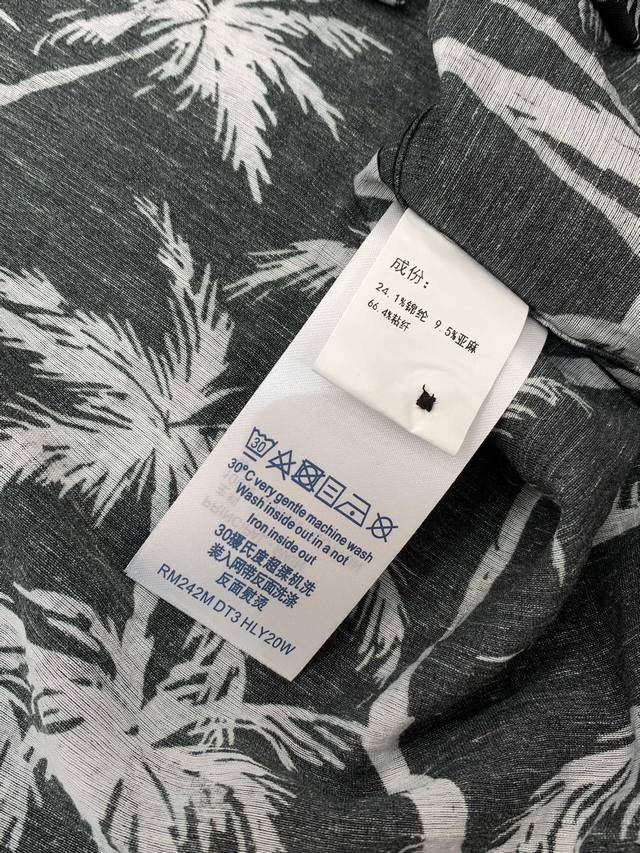 成份：
24.1%锦纶 9.5%亚麻
66.4%粘纤
30
30°C very gentle machine wash
Wash inside out in a not
Iron inside out
30摄氏度超揉机洗
装入网带反面洗涤
反面熨烫
RM242M DT3 HLY20W